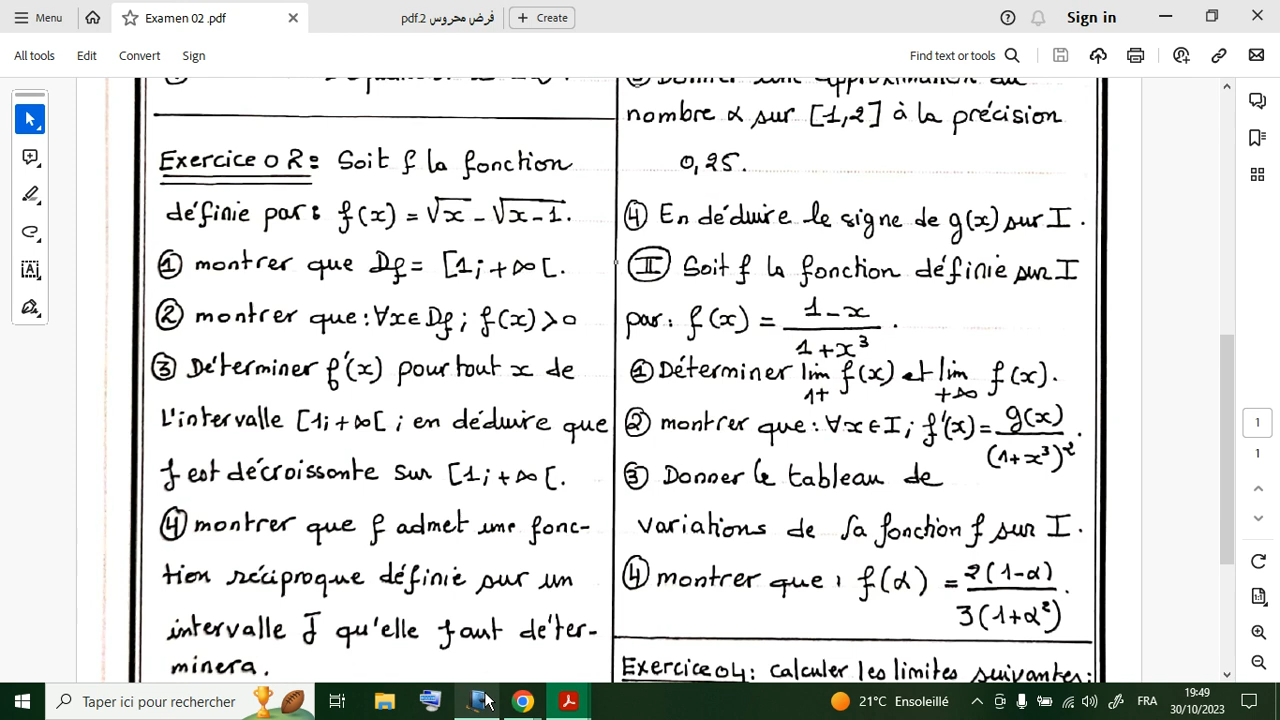 Menu
Examen 02 .pdf
فرض محروس 2.pdf
Create
Sign in
All tools Edit Convert Sign
Find text or tools
Exercice 02: Soit f la fonction
définie par: f(x) = √x - √(x-1).
① montrer que Df = [1; +∞[.
② montrer que: ∀x∈Df; f(x) > 0
③ Déterminer f'(x) pour tout x de
l'intervalle [1; +∞[ ; en déduire que
f est décroissante sur [1; +∞[.
④ montrer que f admet une fonc-
tion réciproque définie sur un
intervalle J qu'elle faut déter-
minera.
Donner une approximation du
nombre α sur [1,2] à la précision
0,25.
④ En déduire le signe de g(x) sur I.
Ⅱ Soit f la fonction définie sur I
par: f(x) = (1-x)/(1+x³).
① Déterminer lim 1+ f(x) et lim +∞ f(x).
② montrer que: ∀x∈I; f'(x) = g(x)/(1+x³)².
③ Donner le tableau de
variations de la fonction f sur I.
④ montrer que: f(α) = 2(1-α)/3(1+α²).
Exercice 04: calculer les limites suivantes:
1
1
Taper ici pour rechercher
21°C Ensoleillé
FRA
19:49
30/10/2023